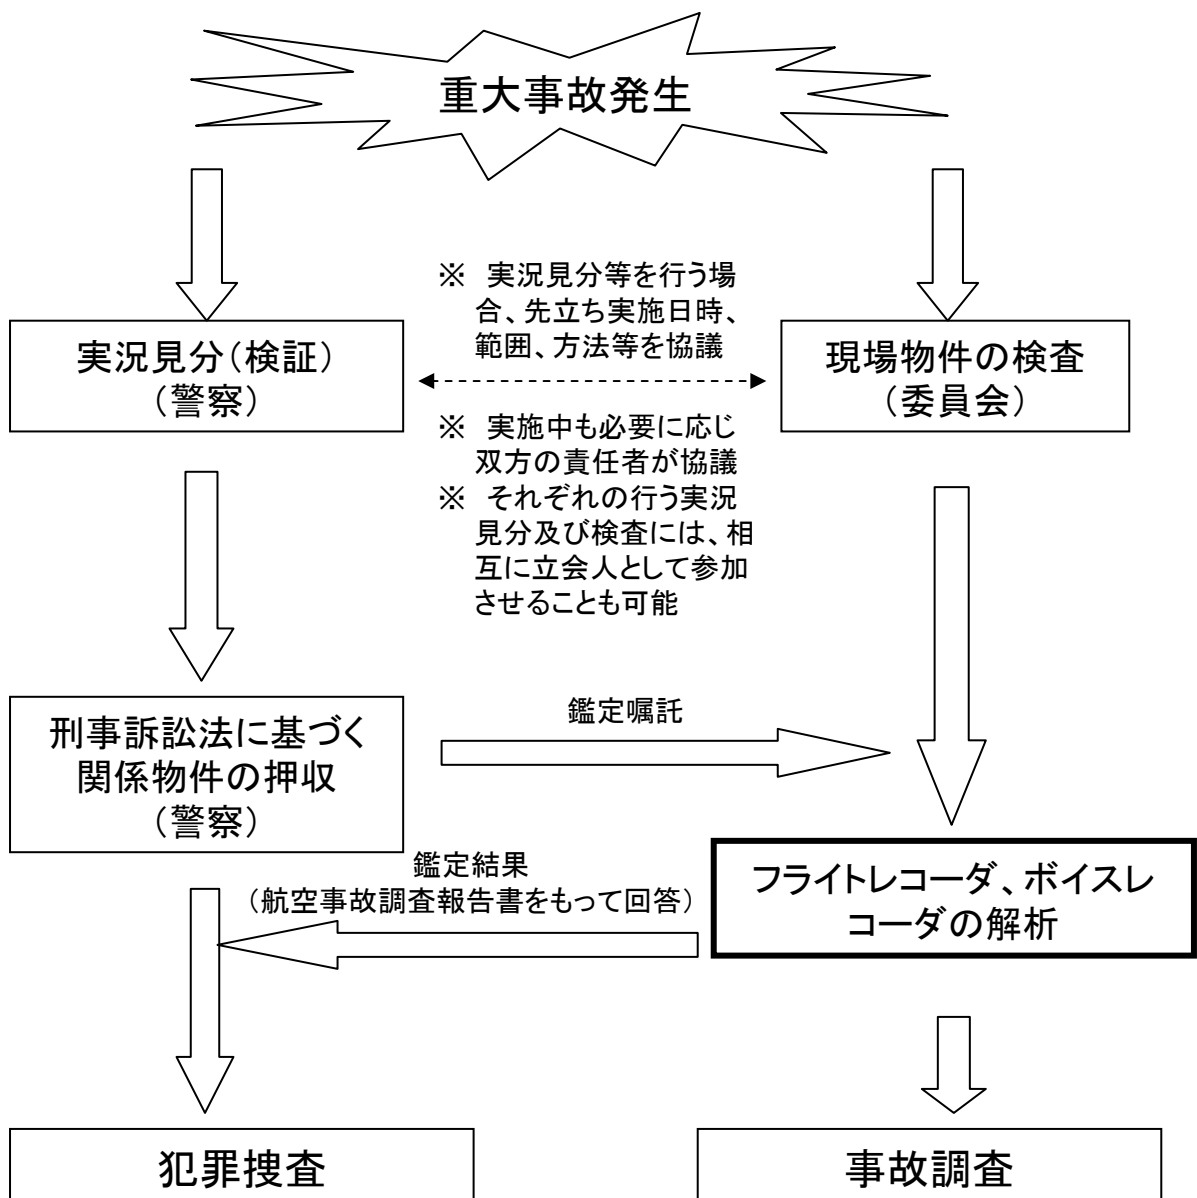 重大事故発生
※　実況見分等を行う場
合、先立ち実施日時、
範囲、方法等を協議
実況見分（検証）
（警察）
現場物件の検査
（委員会）
※　実施中も必要に応じ
双方の責任者が協議
※　それぞれの行う実況
見分及び検査には、相
互に立会人として参加
させることも可能
刑事訴訟法に基づく
関係物件の押収
（警察）
鑑定嘱託
鑑定結果
（航空事故調査報告書をもって回答）
フライトレコーダ、ボイスレ
コーダの解析
犯罪捜査
事故調査